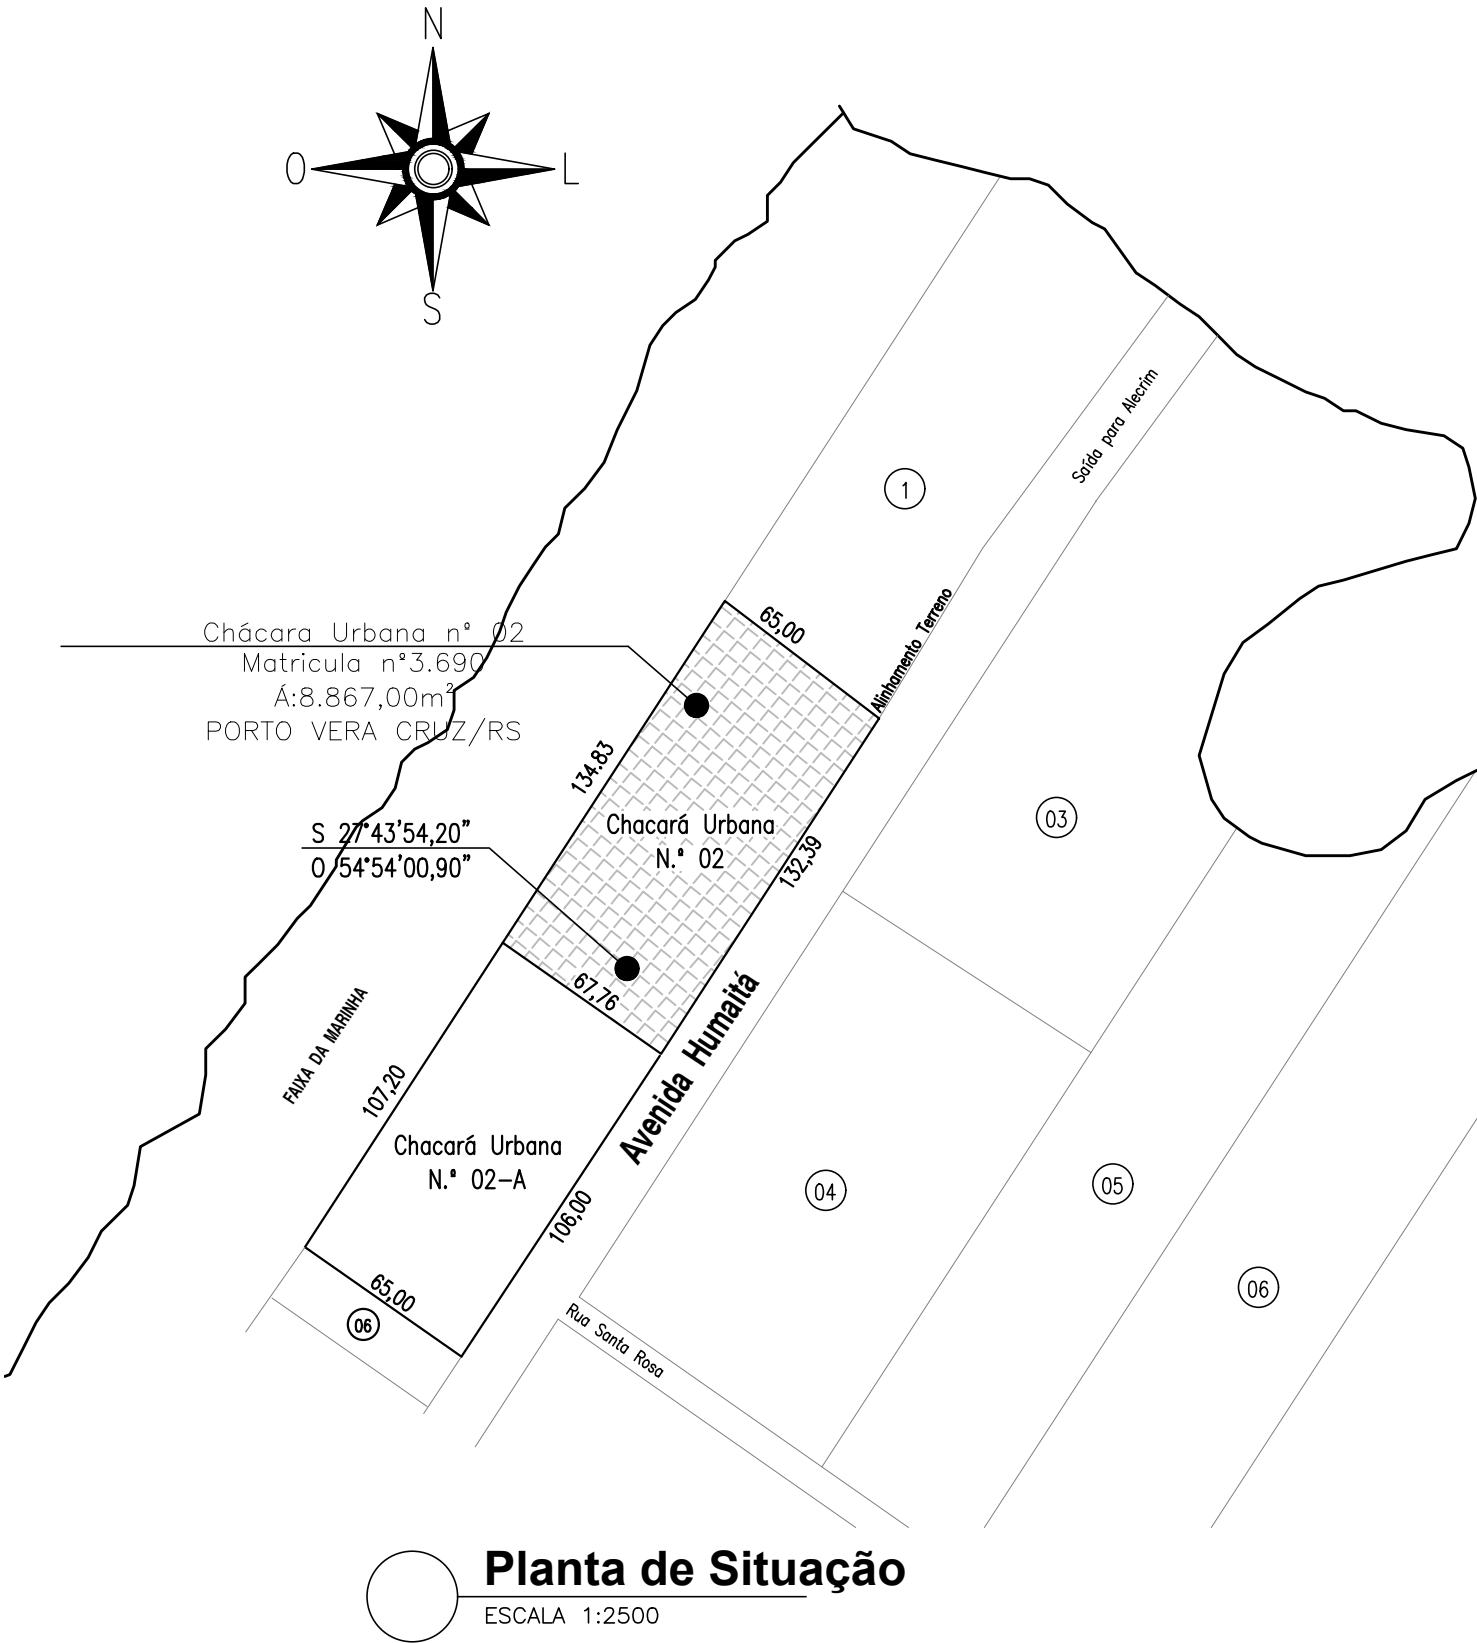 N
O
L
S
Saída para Alecrim
1
Alinhamento Terreno
65,00
Chácara Urbana nº 02
Matricula nº3.690
Á:8.867,00m²
PORTO VERA CRUZ/RS
134.83
S 27°43'54,20"
O 54°54'00,90"
Chacará Urbana
N.º 02
132,39
03
67,76
FAIXA DA MARINHA
Avenida Humaitá
107,20
Chacará Urbana
N.º 02-A
04
05
106,00
06
65,00
06
Rua Santa Rosa
Planta de Situação
ESCALA 1:2500